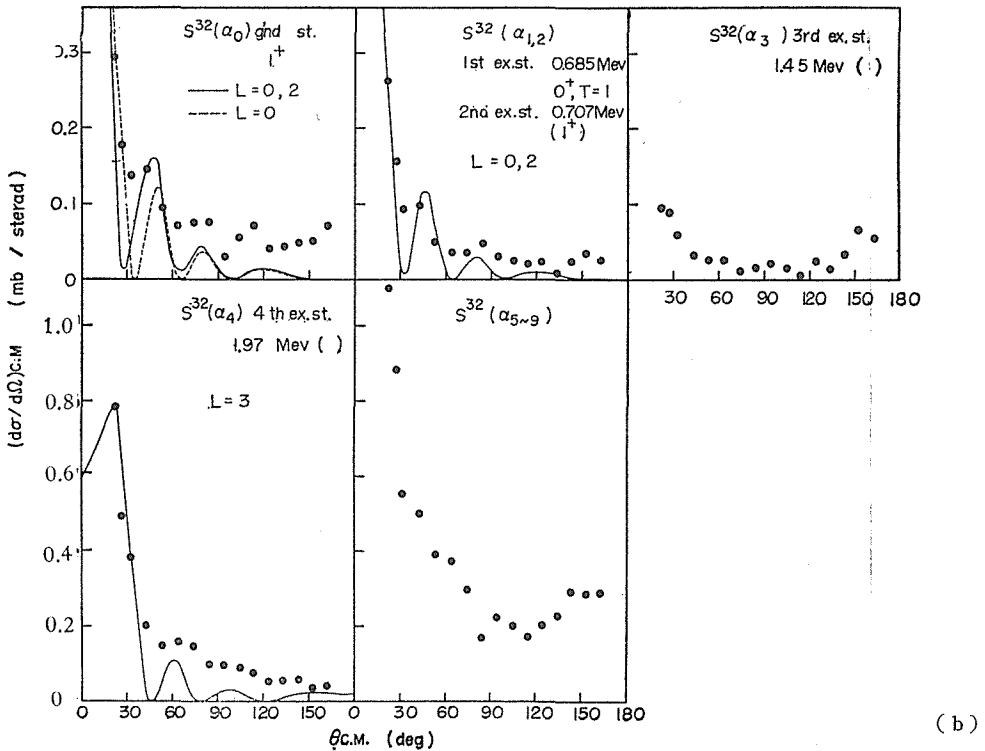 S³²(α₀) gnd st.
1⁺
L = 0, 2
L = 0
S³² (α₁,₂)
1st ex.st. 0.685 Mev
0⁺, T = 1
2nd ex.st. 0.707 Mev
(1⁺)
L = 0, 2
S³²(α₃) 3rd ex. st.
1.45 Mev ( )
0.3
0.2
0.1
0
30 60 90 120 150 180
S³²(α₄) 4 th ex. st.
1.97 Mev ( )
L = 3
S³² (α₅~₉)
1.0
0.8
0.6
0.4
0.2
0
0 30 60 90 120 150 0 30 60 90 120 150 180
(dσ/dΩ)C.M (mb / sterad)
θC.M. (deg)
(b)